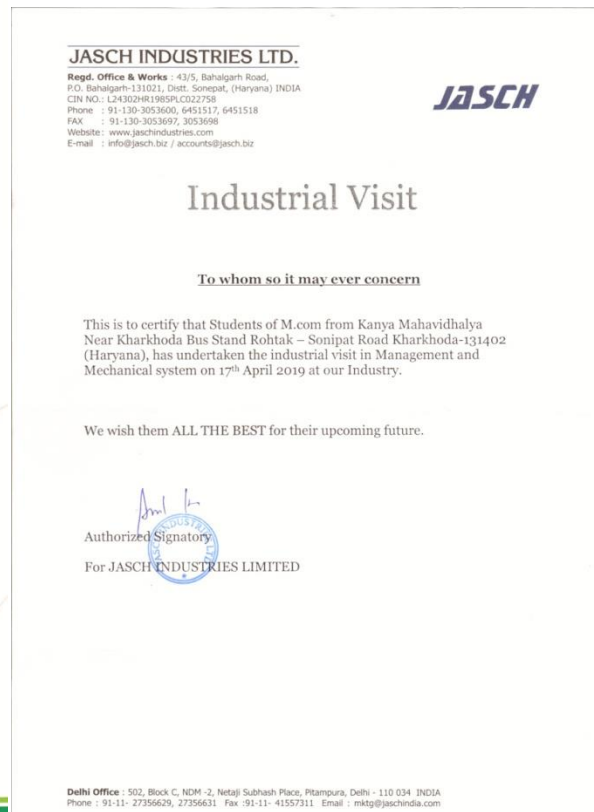 JASCH INDUSTRIES LTD.
Regd. Office & Works : 43/5, Bahalgarh Road,
P.O. Bahalgarh-131021, Distt. Sonepat, (Haryana) INDIA
CIN NO.: L24302HR1985PLC022758
Phone : 91-130-3053600, 6451517, 6451518
FAX : 91-130-3053697, 3053698
Website : www.jaschindustries.com
E-mail : info@jasch.biz / accounts@jasch.biz
JASCH
Industrial Visit
To whom so it may ever concern
This is to certify that Students of M.com from Kanya Mahavidhalya
Near Kharkhoda Bus Stand Rohtak – Sonipat Road Kharkhoda-131402
(Haryana), has undertaken the industrial visit in Management and
Mechanical system on 17th April 2019 at our Industry.
We wish them ALL THE BEST for their upcoming future.
Authorized Signatory
For JASCH INDUSTRIES LIMITED
JASCH INDUSTRIES LTD.
Delhi Office : 502, Block C, NDM -2, Netaji Subhash Place, Pitampura, Delhi - 110 034 INDIA
Phone : 91-11- 27356629, 27356631 Fax :91-11- 41557311 Email : mktg@jaschindia.com